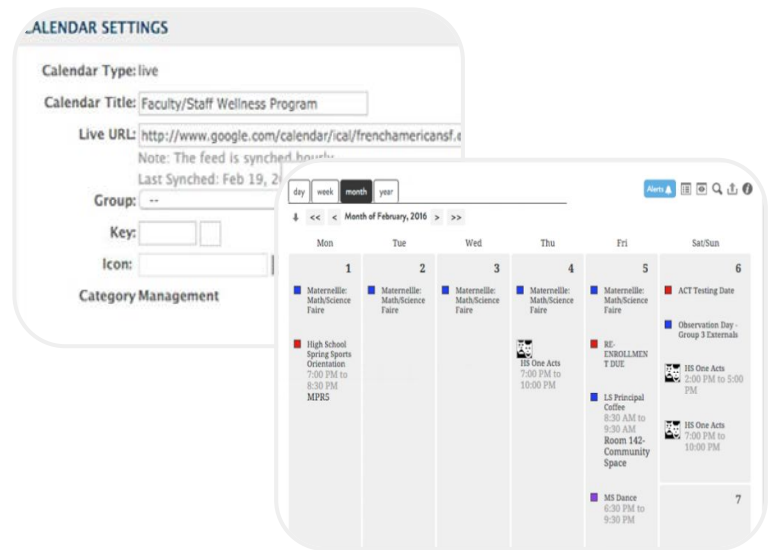 CALENDAR SETTINGS
Calendar Type: live
Calendar Title: Faculty/Staff Wellness Program
Live URL: http://www.google.com/calendar/ical/frenchamericansf.
Note: The feed is synched hourly
Last Synched: Feb 19, 2
Group: --
Key:
Icon:
Category Management
day week month year
Alerts
<< < Month of February, 2016 > >>
Mon Tue Wed Thu Fri Sat/Sun
1
Maternellle:
Math/Science
Faire
High School
Spring Sports
Orientation
7:00 PM to
8:30 PM
MPR5
2
Maternellle:
Math/Science
Faire
3
Maternellle:
Math/Science
Faire
4
Maternellle:
Math/Science
Faire
HS One Acts
7:00 PM to
10:00 PM
5
Maternellle:
Math/Science
Faire
RE-
ENROLLMEN
T DUE
LS Principal
Coffee
8:30 AM to
9:30 AM
Room 142-
Community
Space
MS Dance
6:30 PM to
9:30 PM
6
ACT Testing Date
Observation Day -
Group 3 Externals
HS One Acts
2:00 PM to 5:00
PM
HS One Acts
7:00 PM to
10:00 PM
7